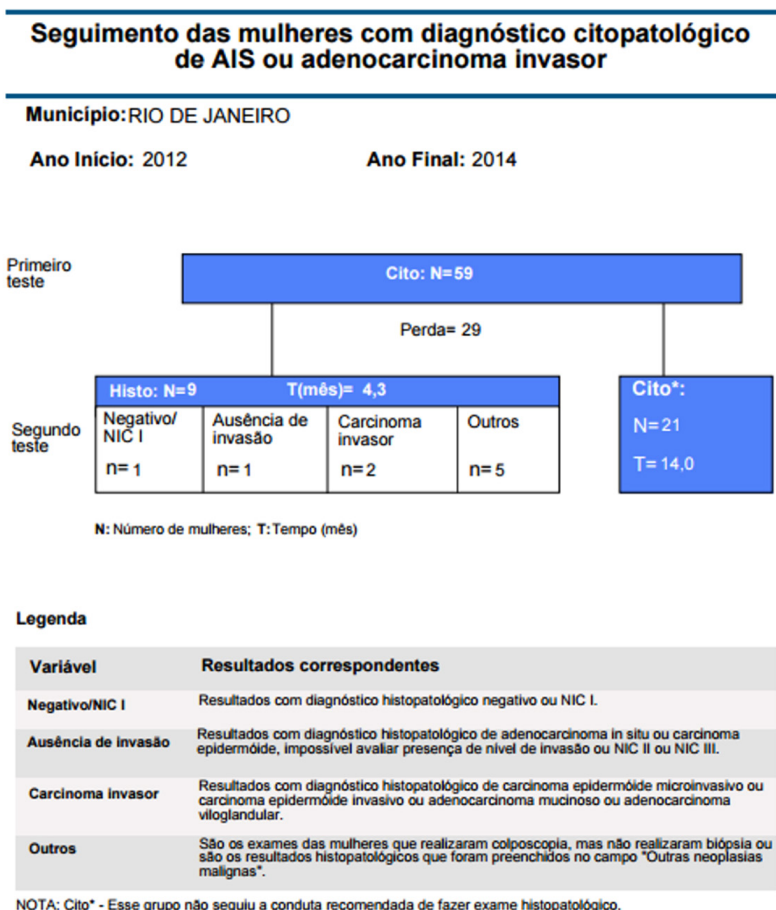 Seguimento das mulheres com diagnóstico citopatológico
de AIS ou adenocarcinoma invasor
Município: RIO DE JANEIRO
Ano Início: 2012 Ano Final: 2014
Primeiro
teste
Cito: N=59
Perda= 29
Histo: N=9 T(mês)= 4,3
Segundo
teste
Negativo/
NIC I
n= 1
Ausência de
invasão
n= 1
Carcinoma
invasor
n=2
Outros
n= 5
Cito*:
N=21
T= 14,0
N: Número de mulheres; T: Tempo (mês)
Legenda
Variável Resultados correspondentes
Negativo/NIC I Resultados com diagnóstico histopatológico negativo ou NIC I.
Ausência de invasão Resultados com diagnóstico histopatológico de adenocarcinoma in situ ou carcinoma
epidermóide, impossível avaliar presença de nível de invasão ou NIC II ou NIC III.
Carcinoma invasor Resultados com diagnóstico histopatológico de carcinoma epidermóide microinvasivo ou
carcinoma epidermóide invasivo ou adenocarcinoma mucinoso ou adenocarcinoma
viloglandular.
Outros São os exames das mulheres que realizaram colposcopia, mas não realizaram biópsia ou
são os resultados histopatológicos que foram preenchidos no campo "Outras neoplasias
malignas".
NOTA: Cito* - Esse grupo não seguiu a conduta recomendada de fazer exame histopatológico.